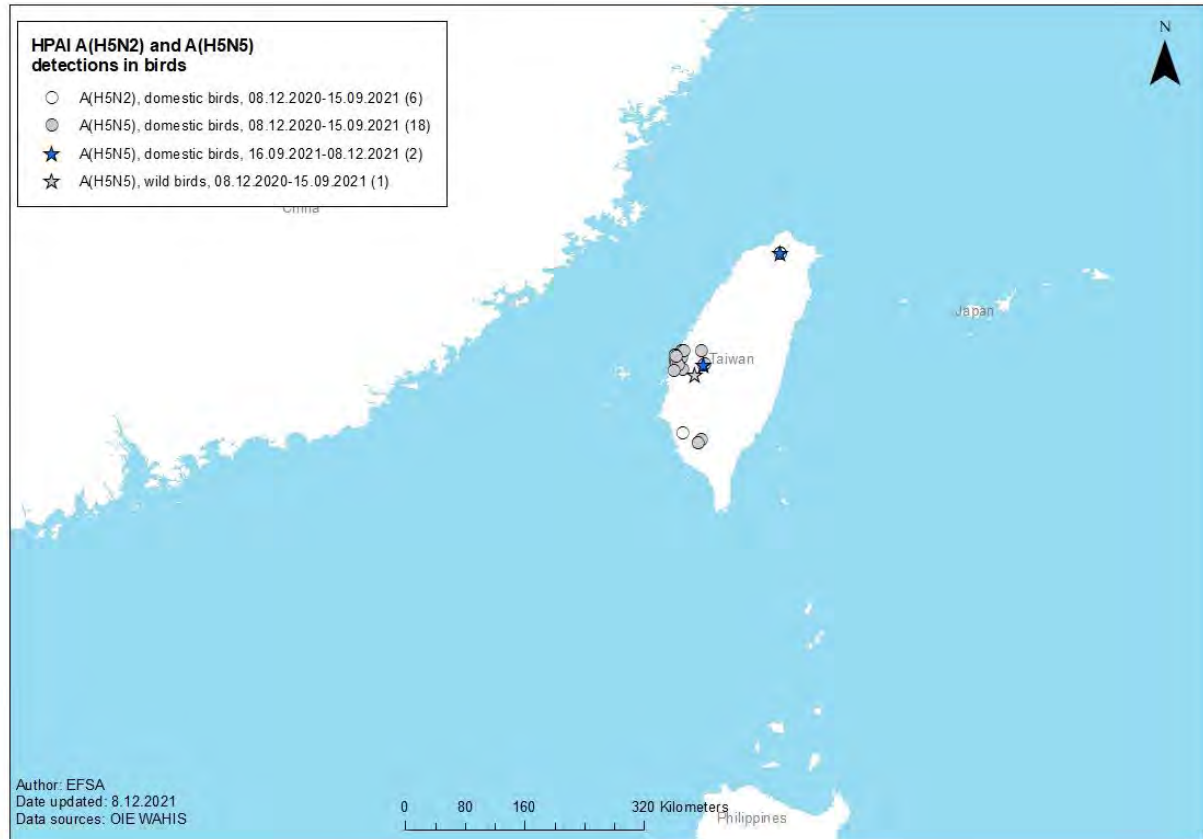 HPAI A(H5N2) and A(H5N5)
detections in birds
A(H5N2), domestic birds, 08.12.2020-15.09.2021 (6)
A(H5N5), domestic birds, 08.12.2020-15.09.2021 (18)
A(H5N5), domestic birds, 16.09.2021-08.12.2021 (2)
A(H5N5), wild birds, 08.12.2020-15.09.2021 (1)
N
China
Japan
Taiwan
Author: EFSA
Date updated: 8.12.2021
Data sources: OIE WAHIS
0 80 160 320 Kilometers
Philippines